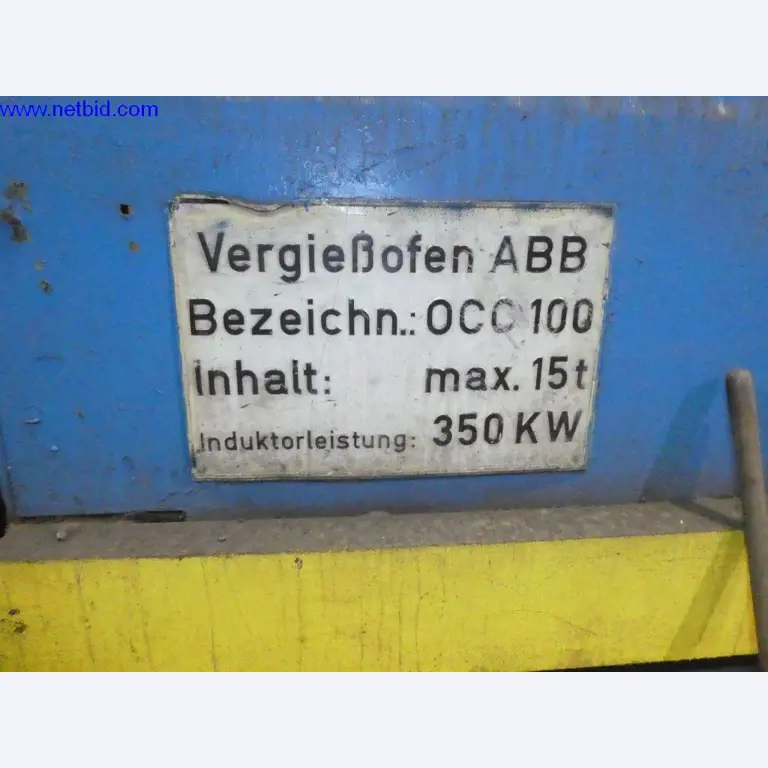 www.netbid.com
Vergießofen ABB
Bezeichn.: OCC 100
Inhalt: max. 15t
Induktorleistung: 350 KW